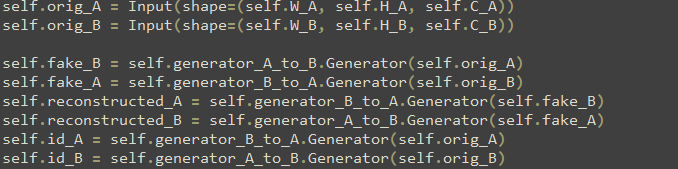 self.orig_A = Input(shape=(self.W_A, self.H_A, self.C_A))
self.orig_B = Input(shape=(self.W_B, self.H_B, self.C_B))
self.fake_B = self.generator_A_to_B.Generator(self.orig_A)
self.fake_A = self.generator_B_to_A.Generator(self.orig_B)
self.reconstructed_A = self.generator_B_to_A.Generator(self.fake_B)
self.reconstructed_B = self.generator_A_to_B.Generator(self.fake_A)
self.id_A = self.generator_B_to_A.Generator(self.orig_A)
self.id_B = self.generator_A_to_B.Generator(self.orig_B)